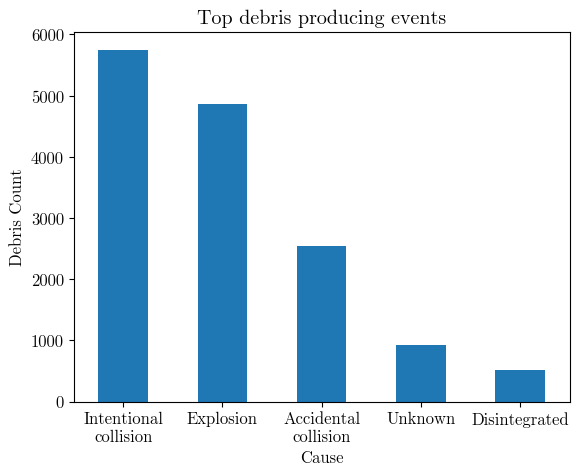 Top debris producing events
6000
5000
4000
3000
2000
1000
0
Debris Count
Intentional
collision
Explosion
Accidental
collision
Unknown
Disintegrated
Cause